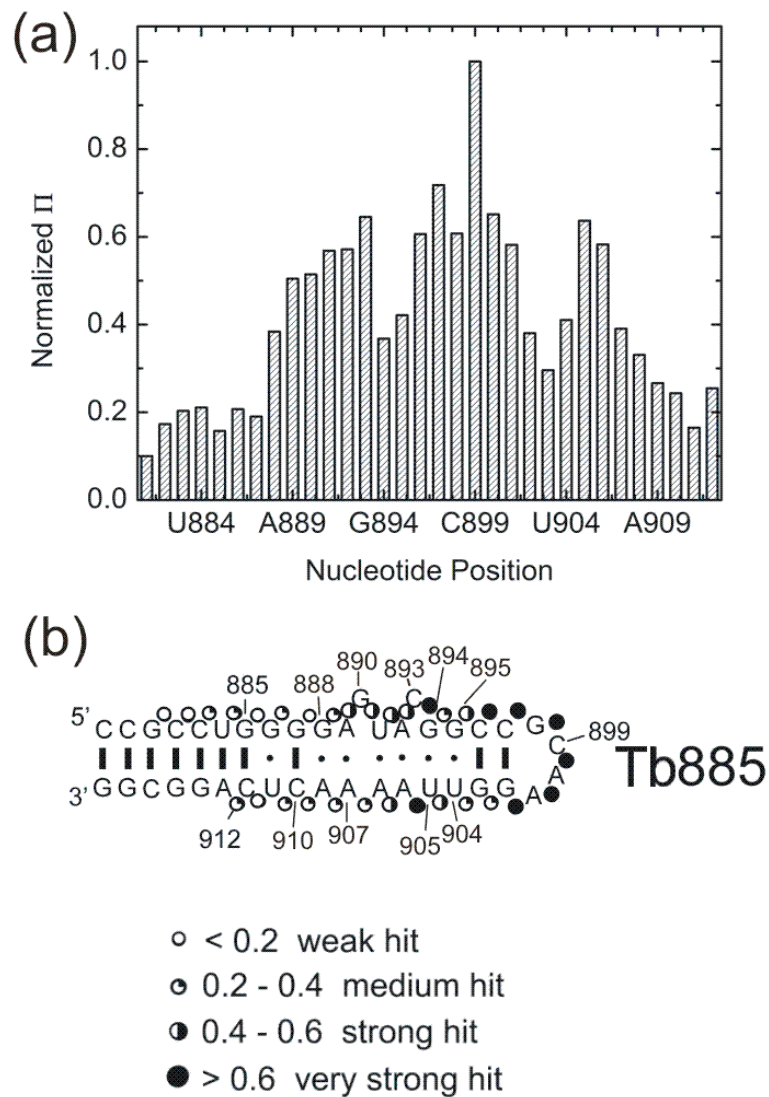 (a)
1.0
0.8
0.6
0.4
0.2
0.0
Normalized Π
U884 A889 G894 C899 U904 A909
Nucleotide Position
(b)
890 893 894 895
885 888
5' C C G C C U G G G G A G U A C G G C C G C A A
899
Tb885
3' G G C G G A C U C A A A A U U G G A
912 910 907 905 904
< 0.2 weak hit
0.2 - 0.4 medium hit
0.4 - 0.6 strong hit
> 0.6 very strong hit